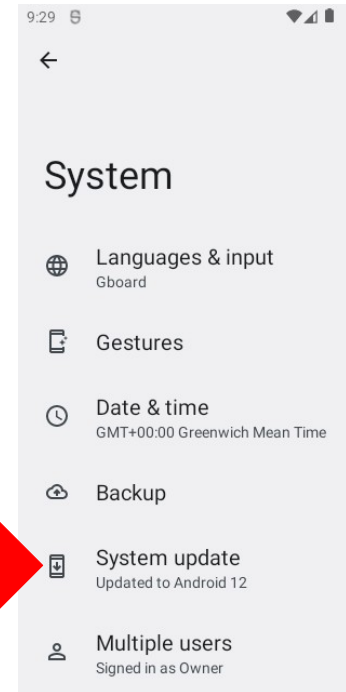 9:29
System
Languages & input
Gboard
Gestures
Date & time
GMT+00:00 Greenwich Mean Time
Backup
System update
Updated to Android 12
Multiple users
Signed in as Owner